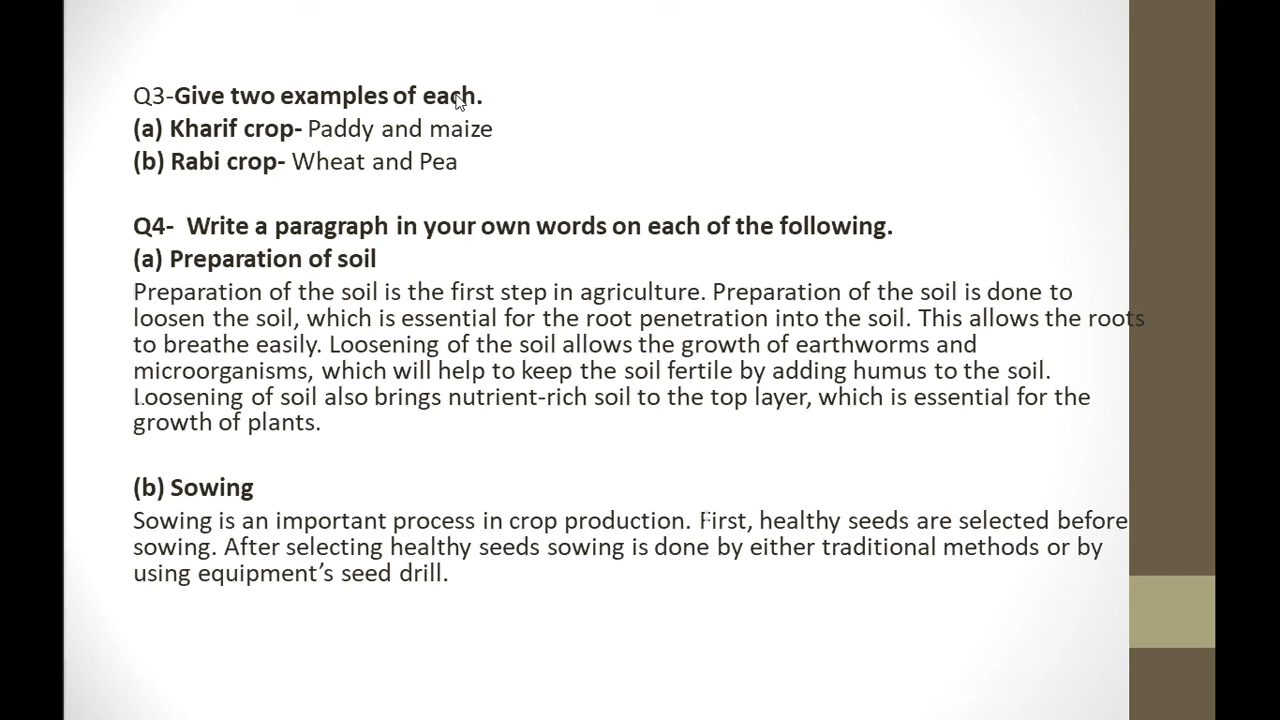 Q3-Give two examples of each.
(a) Kharif crop- Paddy and maize
(b) Rabi crop- Wheat and Pea
Q4-  Write a paragraph in your own words on each of the following.
(a) Preparation of soil
Preparation of the soil is the first step in agriculture. Preparation of the soil is done to
loosen the soil, which is essential for the root penetration into the soil. This allows the roots
to breathe easily. Loosening of the soil allows the growth of earthworms and
microorganisms, which will help to keep the soil fertile by adding humus to the soil.
Loosening of soil also brings nutrient-rich soil to the top layer, which is essential for the
growth of plants.
(b) Sowing
Sowing is an important process in crop production. First, healthy seeds are selected before
sowing. After selecting healthy seeds sowing is done by either traditional methods or by
using equipment’s seed drill.